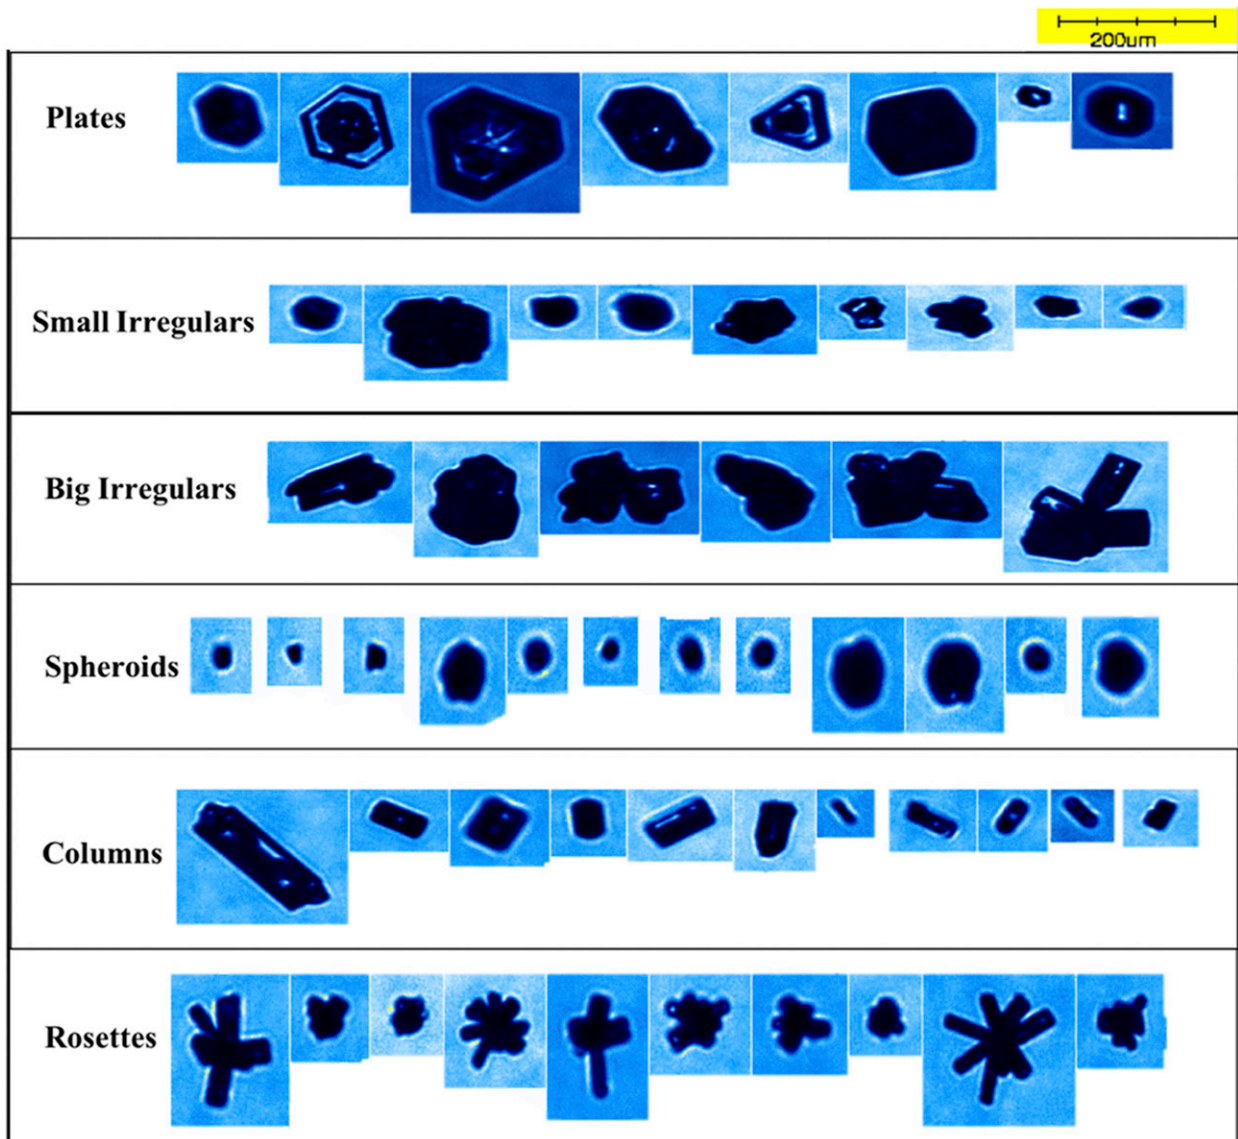 200um
Plates
Small Irregulars
Big Irregulars
Spheroids
Columns
Rosettes